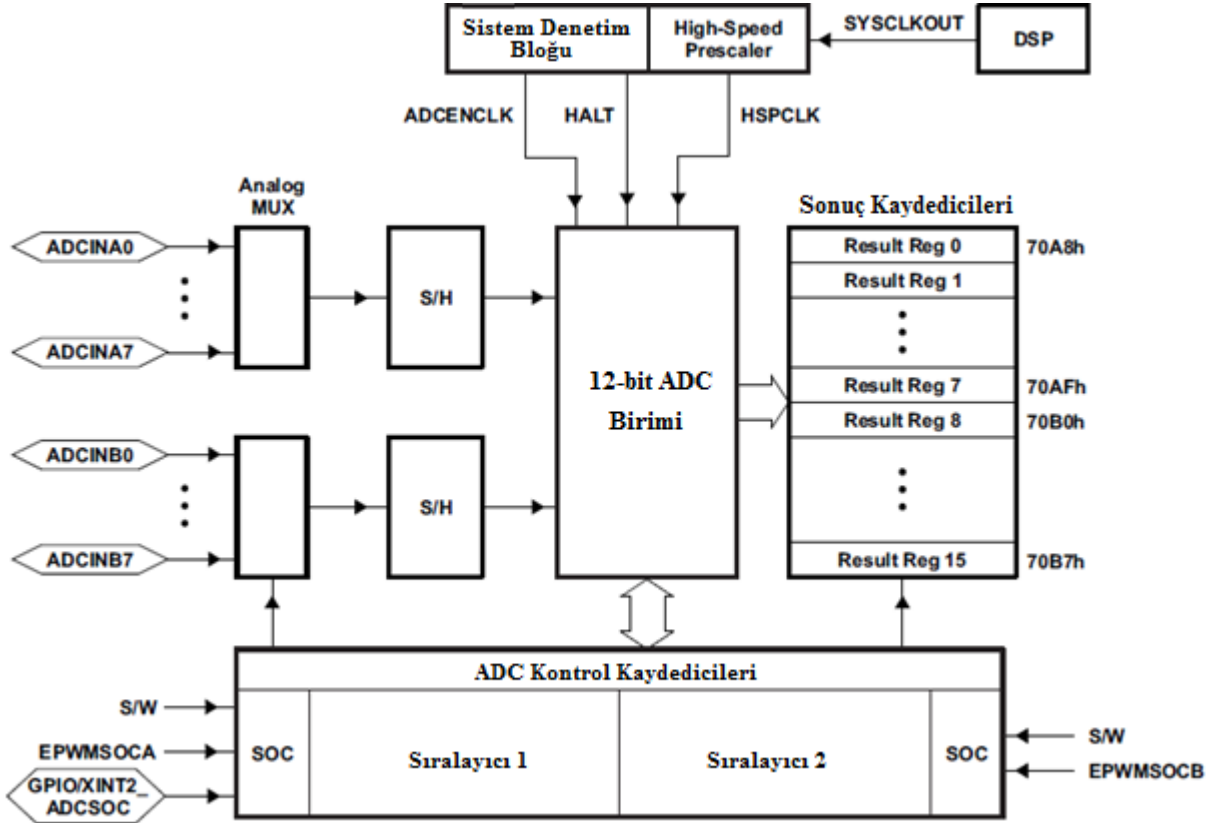 Sistem Denetim
Bloğu
High-Speed
Prescaler
SYSCLKOUT
DSP
ADCENCLK
HALT
HSPCLK
Analog
MUX
Sonuç Kaydedicileri
ADCINA0
ADCINA7
S/H
12-bit ADC
Birimi
Result Reg 0
70A8h
Result Reg 1
Result Reg 7
70AFh
Result Reg 8
70B0h
Result Reg 15
70B7h
ADCINB0
ADCINB7
S/H
ADC Kontrol Kaydedicileri
S/W
EPWMSOCA
GPIO/XINT2_
ADCSOC
SOC
Sıralayıcı 1
Sıralayıcı 2
SOC
S/W
EPWMSOCB